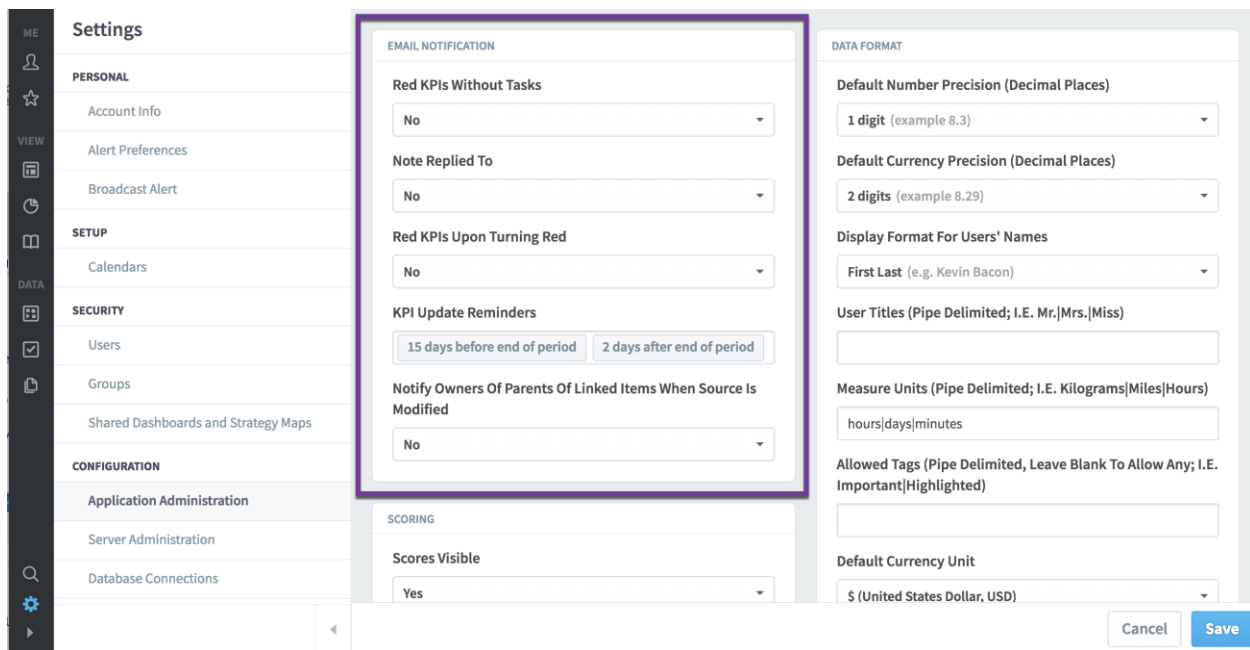 ME
VIEW
DATA
Settings
PERSONAL
Account Info
Alert Preferences
Broadcast Alert
SETUP
Calendars
SECURITY
Users
Groups
Shared Dashboards and Strategy Maps
CONFIGURATION
Application Administration
Server Administration
Database Connections
EMAIL NOTIFICATION
Red KPIs Without Tasks
No
Note Replied To
No
Red KPIs Upon Turning Red
No
KPI Update Reminders
15 days before end of period 2 days after end of period
Notify Owners Of Parents Of Linked Items When Source Is
Modified
No
SCORING
Scores Visible
Yes
DATA FORMAT
Default Number Precision (Decimal Places)
1 digit (example 8.3)
Default Currency Precision (Decimal Places)
2 digits (example 8.29)
Display Format For Users' Names
First Last (e.g. Kevin Bacon)
User Titles (Pipe Delimited; I.E. Mr.|Mrs.|Miss)
Measure Units (Pipe Delimited; I.E. Kilograms|Miles|Hours)
hours|days|minutes
Allowed Tags (Pipe Delimited, Leave Blank To Allow Any; I.E.
Important|Highlighted)
Default Currency Unit
$ (United States Dollar, USD)
Cancel
Save